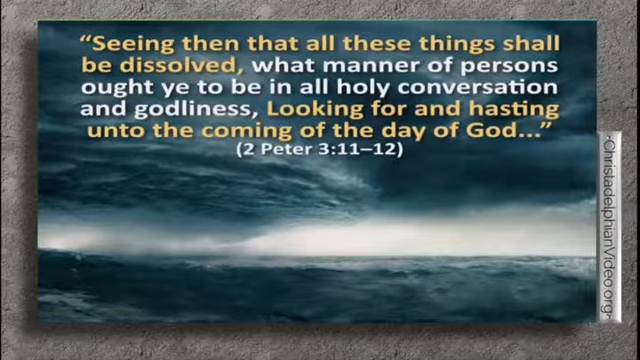 “Seeing then that all these things shall
be dissolved, what manner of persons
ought ye to be in all holy conversation
and godliness, Looking for and hasting
unto the coming of the day of God...”
(2 Peter 3:11–12)
·ChristadelphianVideo.org·